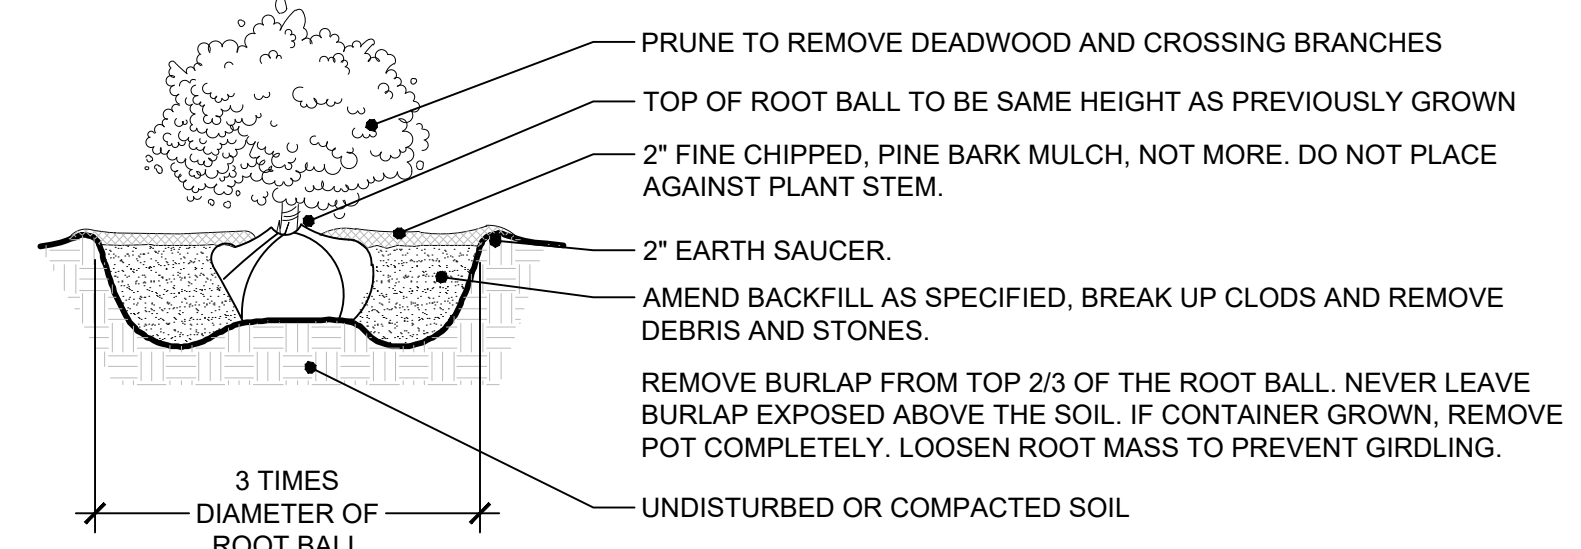 PRUNE TO REMOVE DEADWOOD AND CROSSING BRANCHES
TOP OF ROOT BALL TO BE SAME HEIGHT AS PREVIOUSLY GROWN
2" FINE CHIPPED, PINE BARK MULCH, NOT MORE. DO NOT PLACE
AGAINST PLANT STEM.
2" EARTH SAUCER.
AMEND BACKFILL AS SPECIFIED, BREAK UP CLODS AND REMOVE
DEBRIS AND STONES.
REMOVE BURLAP FROM TOP 2/3 OF THE ROOT BALL. NEVER LEAVE
BURLAP EXPOSED ABOVE THE SOIL. IF CONTAINER GROWN, REMOVE
POT COMPLETELY. LOOSEN ROOT MASS TO PREVENT GIRDLING.
UNDISTURBED OR COMPACTED SOIL
3 TIMES
DIAMETER OF
ROOT BALL